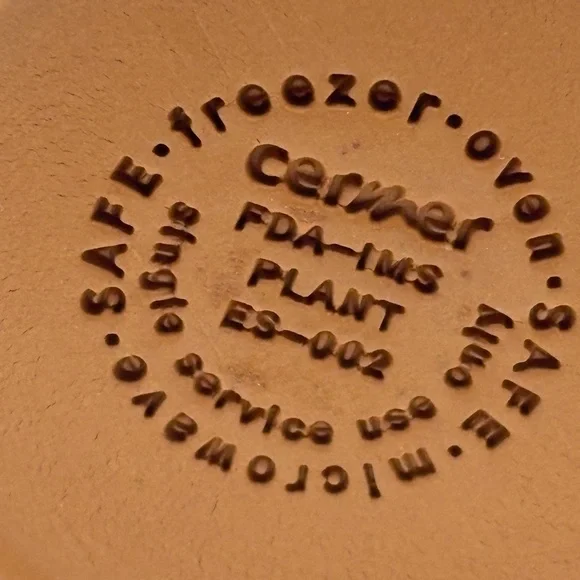 SAFE·freezer·oven·SAFE·microwave·
Cermer
FDA-IMS
PLANT
ES-002
single service use only